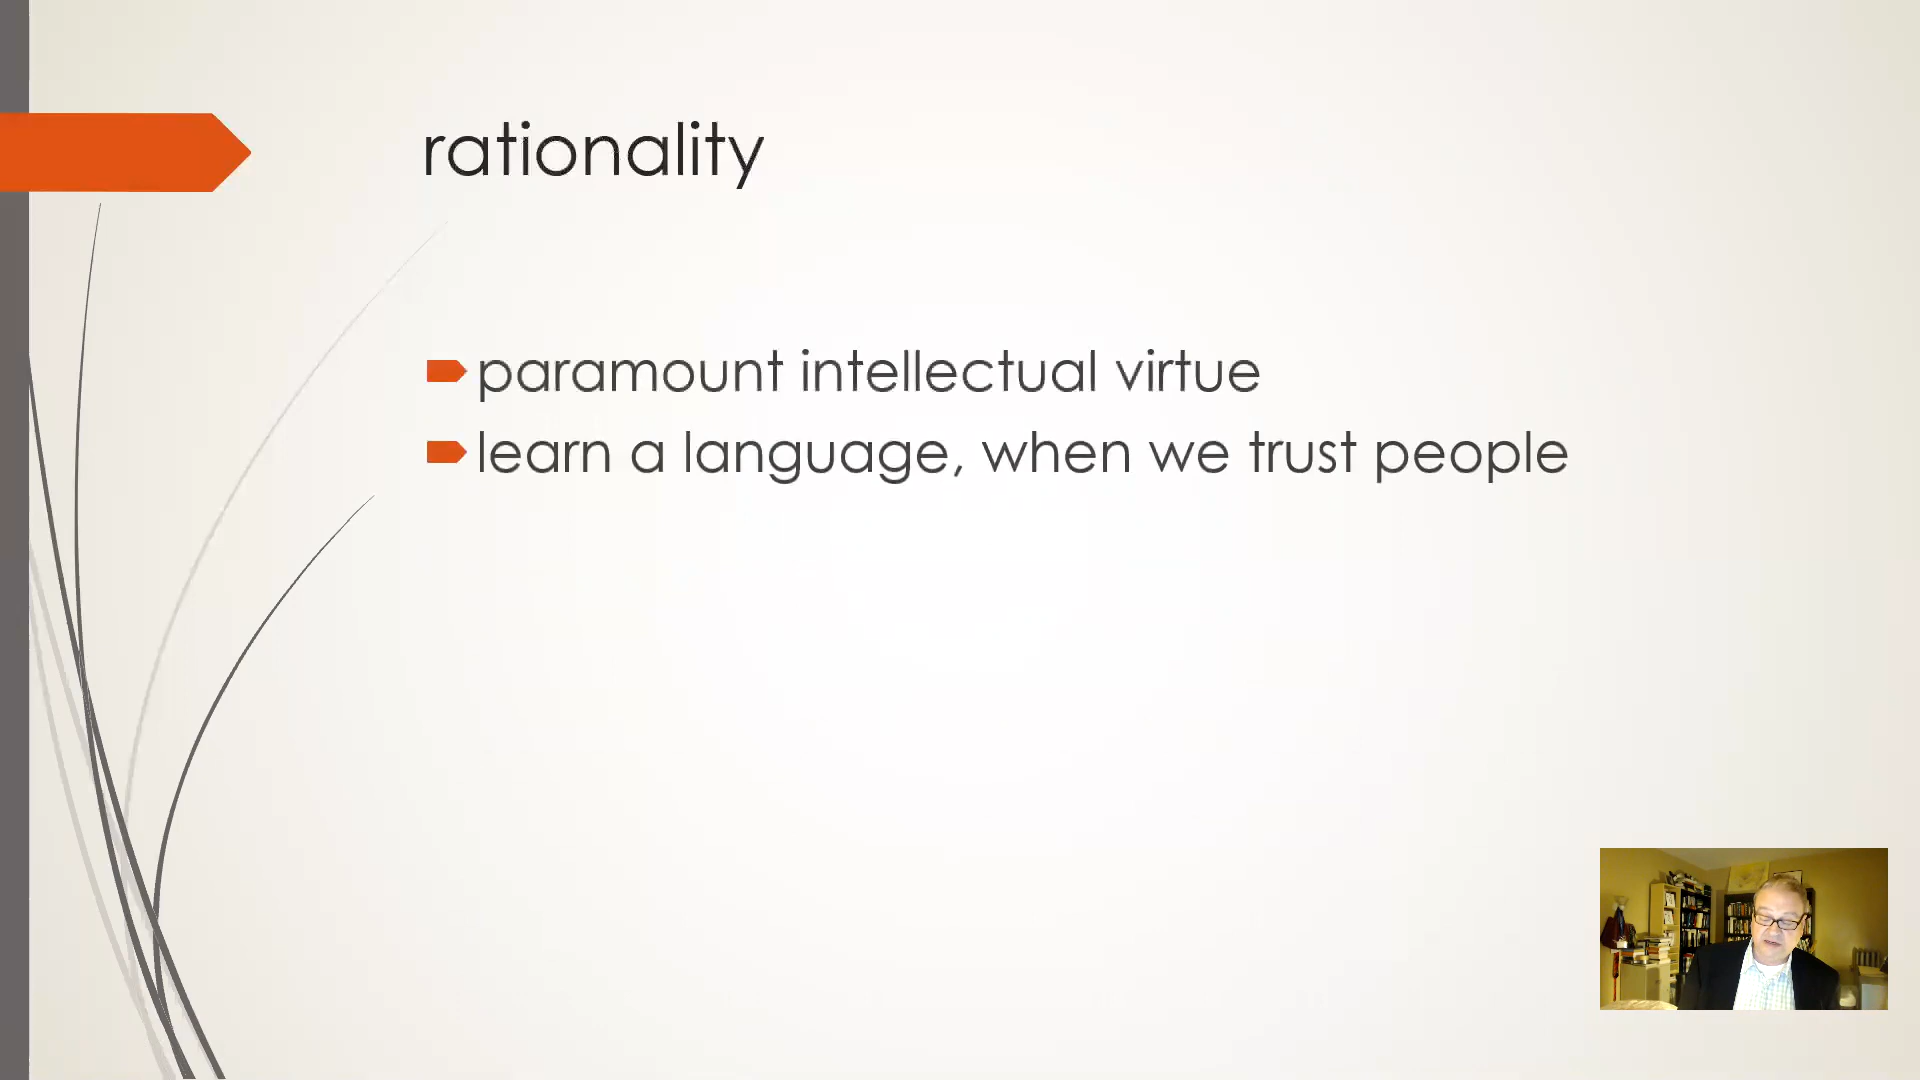 rationality
paramount intellectual virtue
learn a language, when we trust people